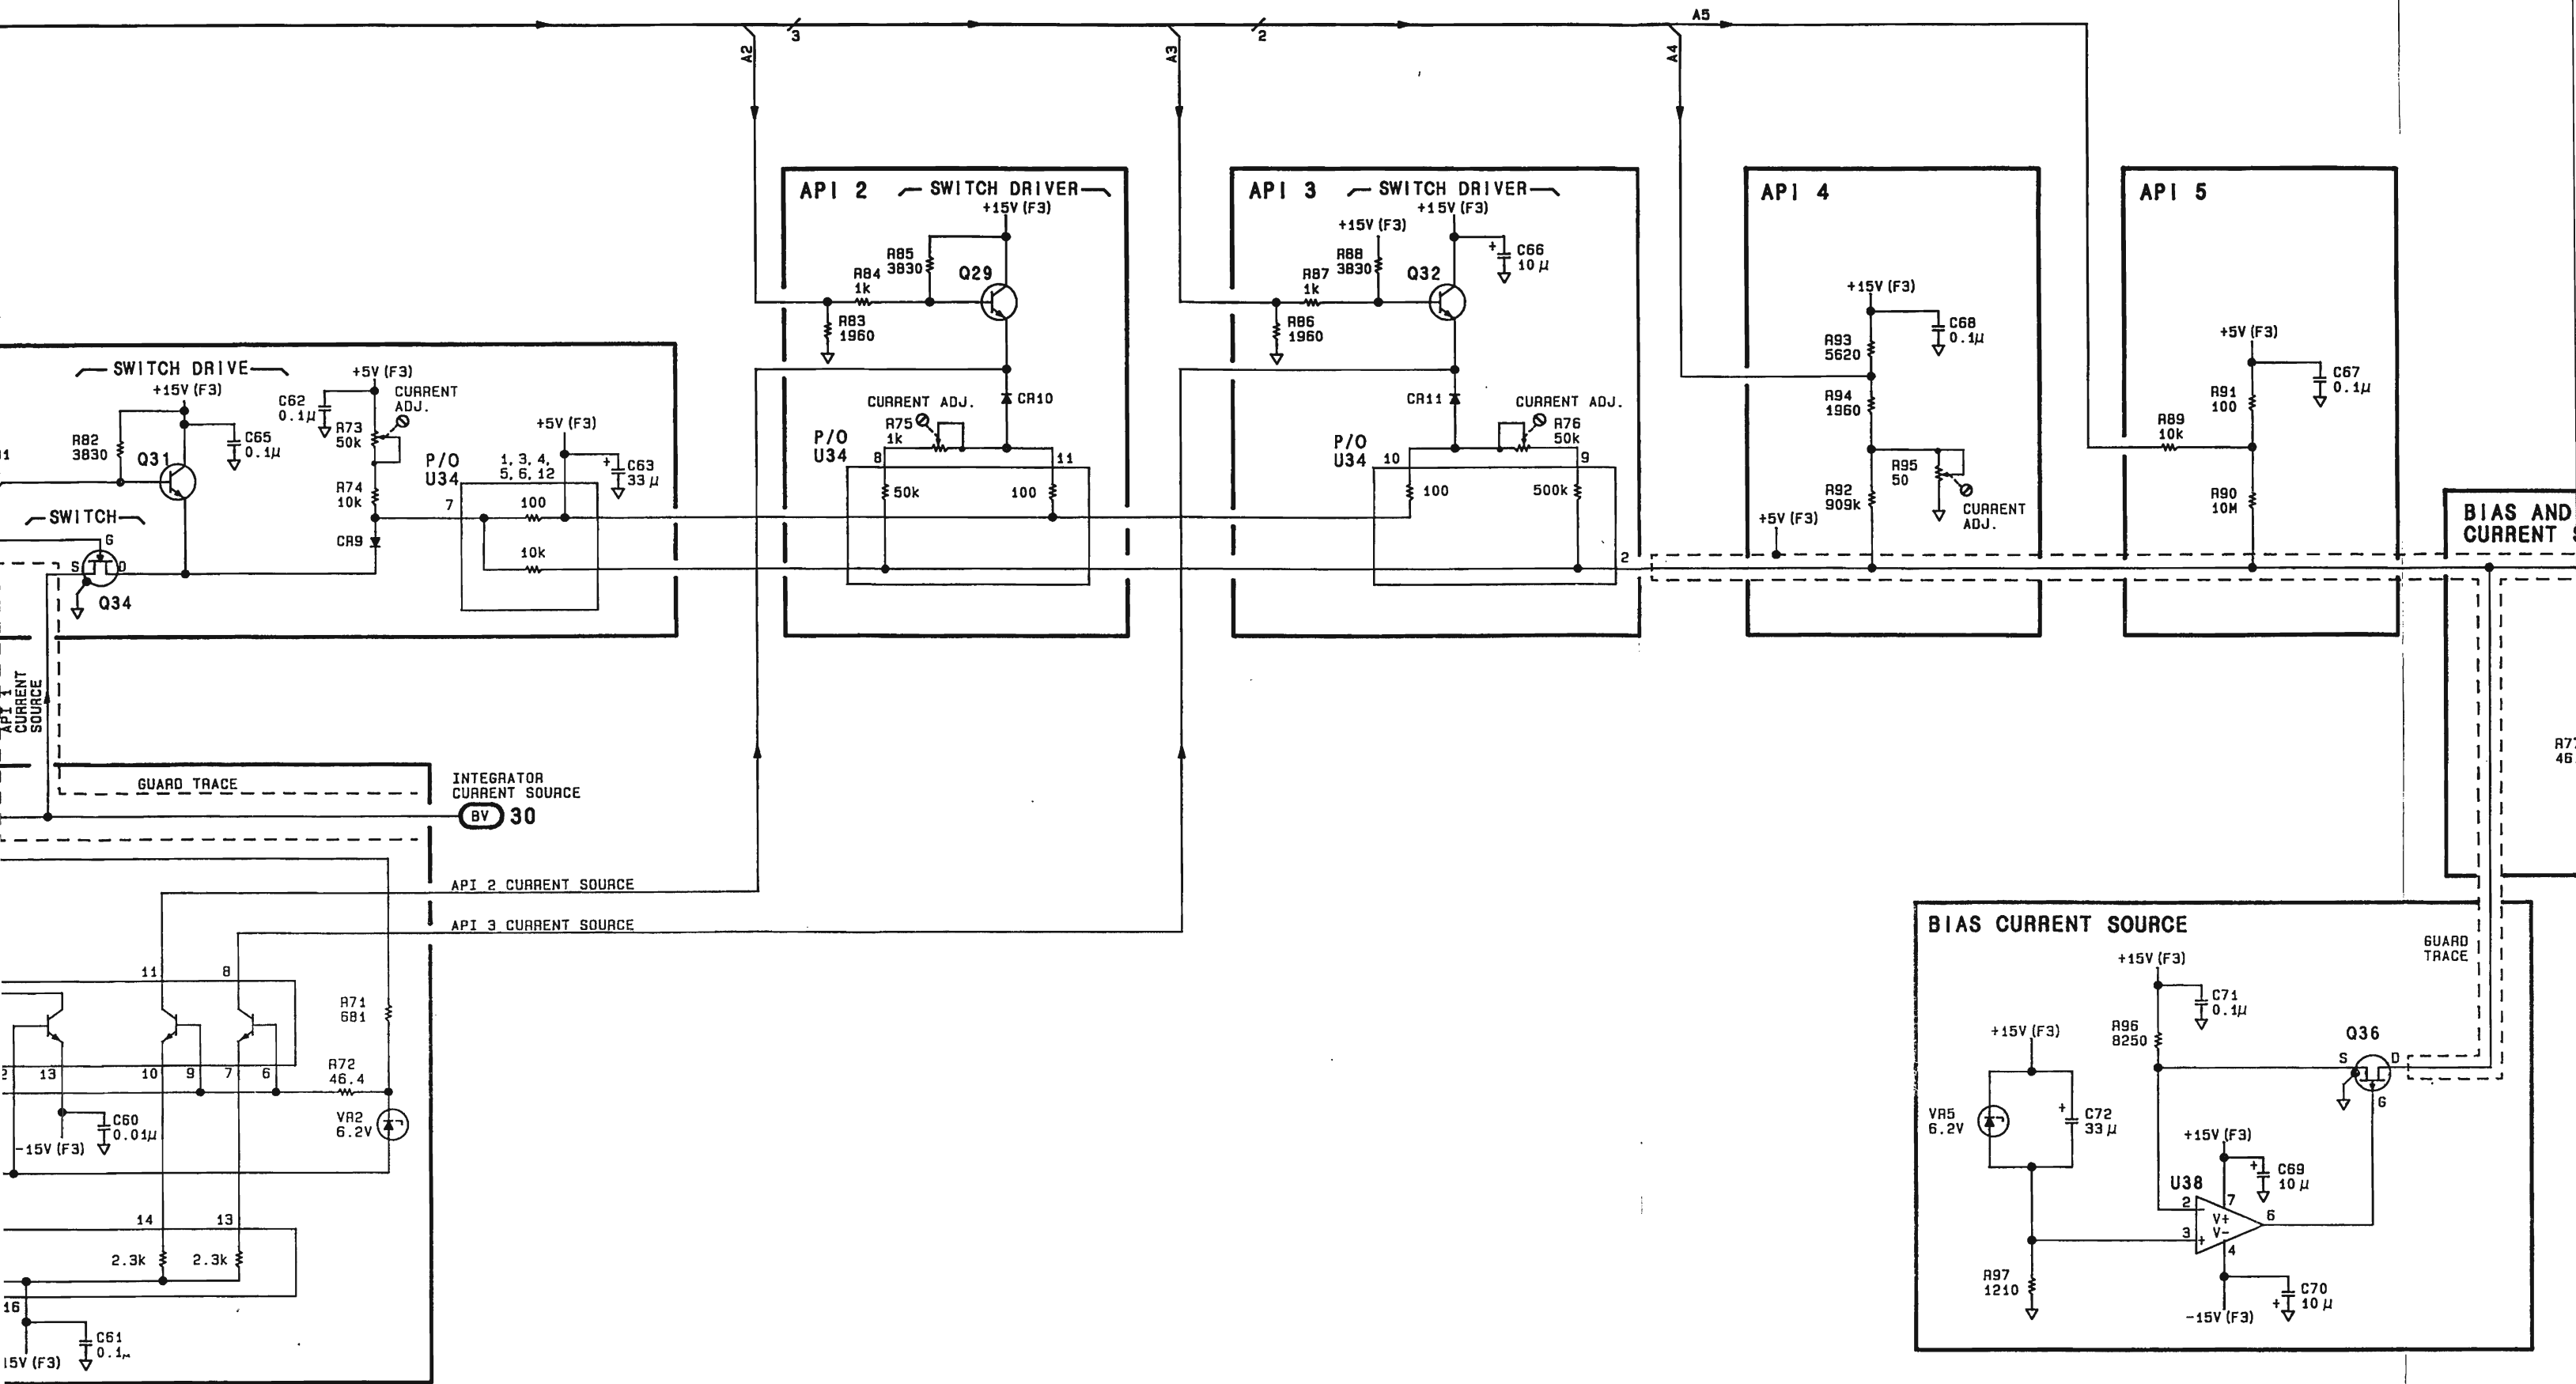 A5
3
2
A2
A3
A4
API 2
SWITCH DRIVER
+15V (F3)
R85
3830
R84
1k
Q29
R83
1960
CURRENT ADJ.
R75
1k
CR10
P/O
U34
8
11
50k
100
API 3
SWITCH DRIVER
+15V (F3)
+15V (F3)
R88
3830
R87
1k
Q32
C66
10µ
R86
1960
CR11
CURRENT ADJ.
R76
50k
P/O
U34
10
9
100
500k
2
API 4
+15V (F3)
C68
0.1µ
R93
5620
R94
1960
R95
50
R92
909k
CURRENT
ADJ.
+5V (F3)
API 5
+5V (F3)
C67
0.1µ
R91
100
R89
10k
R90
10M
BIAS AND
CURRENT S
SWITCH DRIVE
+15V (F3)
R82
3830
C65
0.1µ
Q31
C62
0.1µ
+5V (F3)
CURRENT
ADJ.
R73
50k
R74
10k
CR9
P/O
U34
7
1, 3, 4,
5, 6, 12
+5V (F3)
C63
33µ
100
10k
SWITCH
G
S
D
Q34
API 1
CURRENT
SOURCE
GUARD TRACE
INTEGRATOR
CURRENT SOURCE
BV 30
API 2 CURRENT SOURCE
API 3 CURRENT SOURCE
11
8
R71
681
R72
46.4
13
10
9
7
6
C60
0.01µ
-15V (F3)
VR2
6.2V
14
13
2.3k
2.3k
16
C61
0.1µ
15V (F3)
R77
46.
BIAS CURRENT SOURCE
GUARD
TRACE
+15V (F3)
C71
0.1µ
R96
8250
+15V (F3)
Q36
S
D
G
VR5
6.2V
C72
33µ
+15V (F3)
C69
10µ
U38
2
7
V+
V-
6
3
4
R97
1210
C70
10µ
-15V (F3)